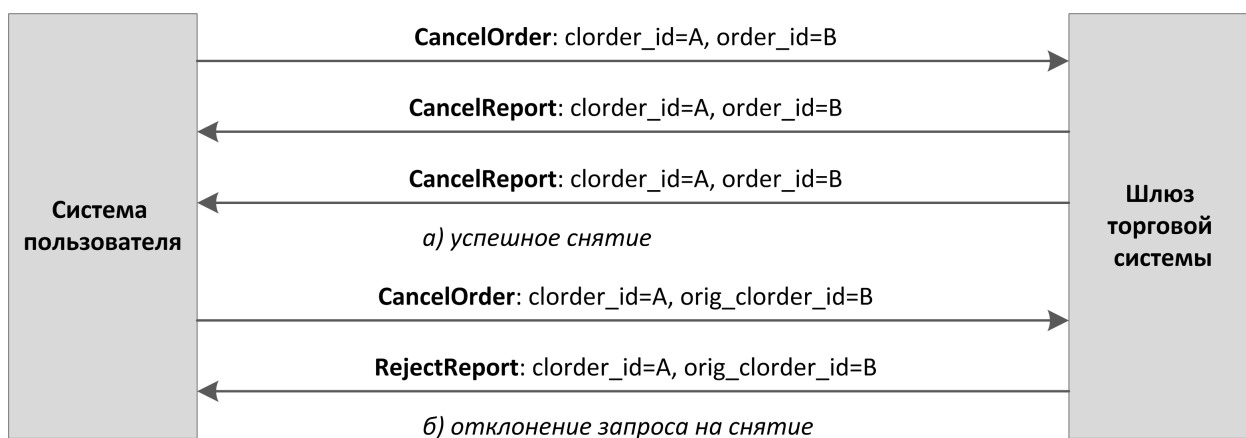 CancelOrder: clorder_id=A, order_id=B
CancelReport: clorder_id=A, order_id=B
CancelReport: clorder_id=A, order_id=B
Система
пользователя
Шлюз
торговой
системы
а) успешное снятие
CancelOrder: clorder_id=A, orig_clorder_id=B
RejectReport: clorder_id=A, orig_clorder_id=B
б) отклонение запроса на снятие